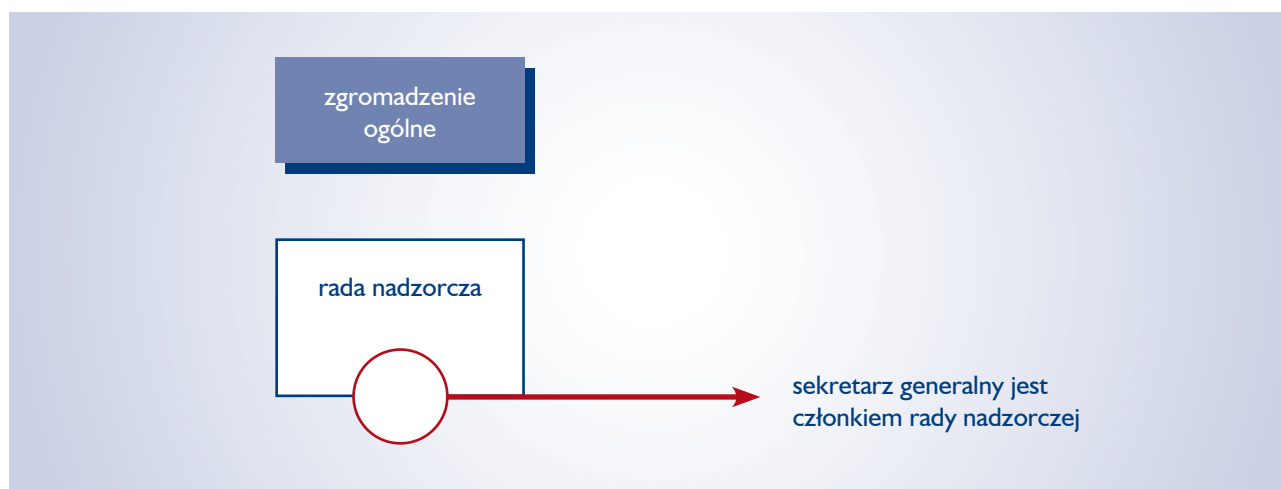 zgromadzenie
ogólne
rada nadzorcza
sekretarz generalny jest
członkiem rady nadzorczej